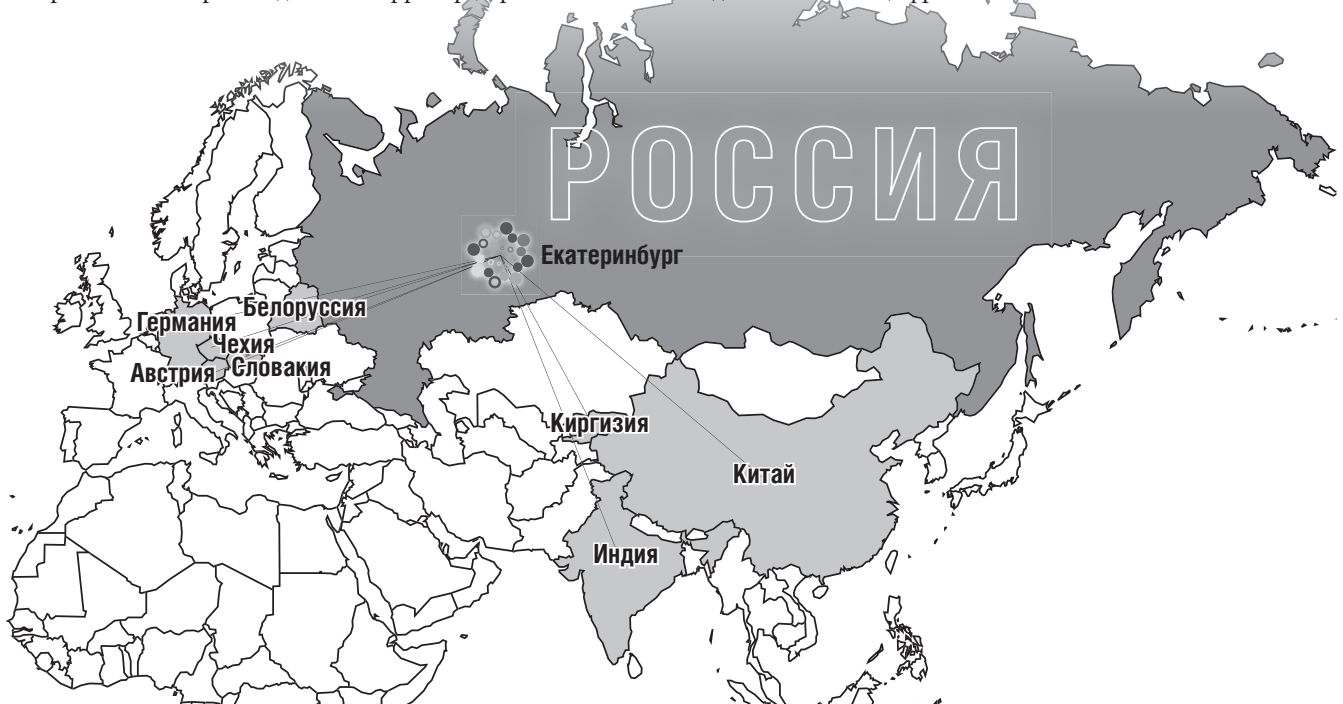 РОССИЯ
Екатеринбург
Белоруссия
Германия
Чехия
Словакия
Австрия
Киргизия
Китай
Индия